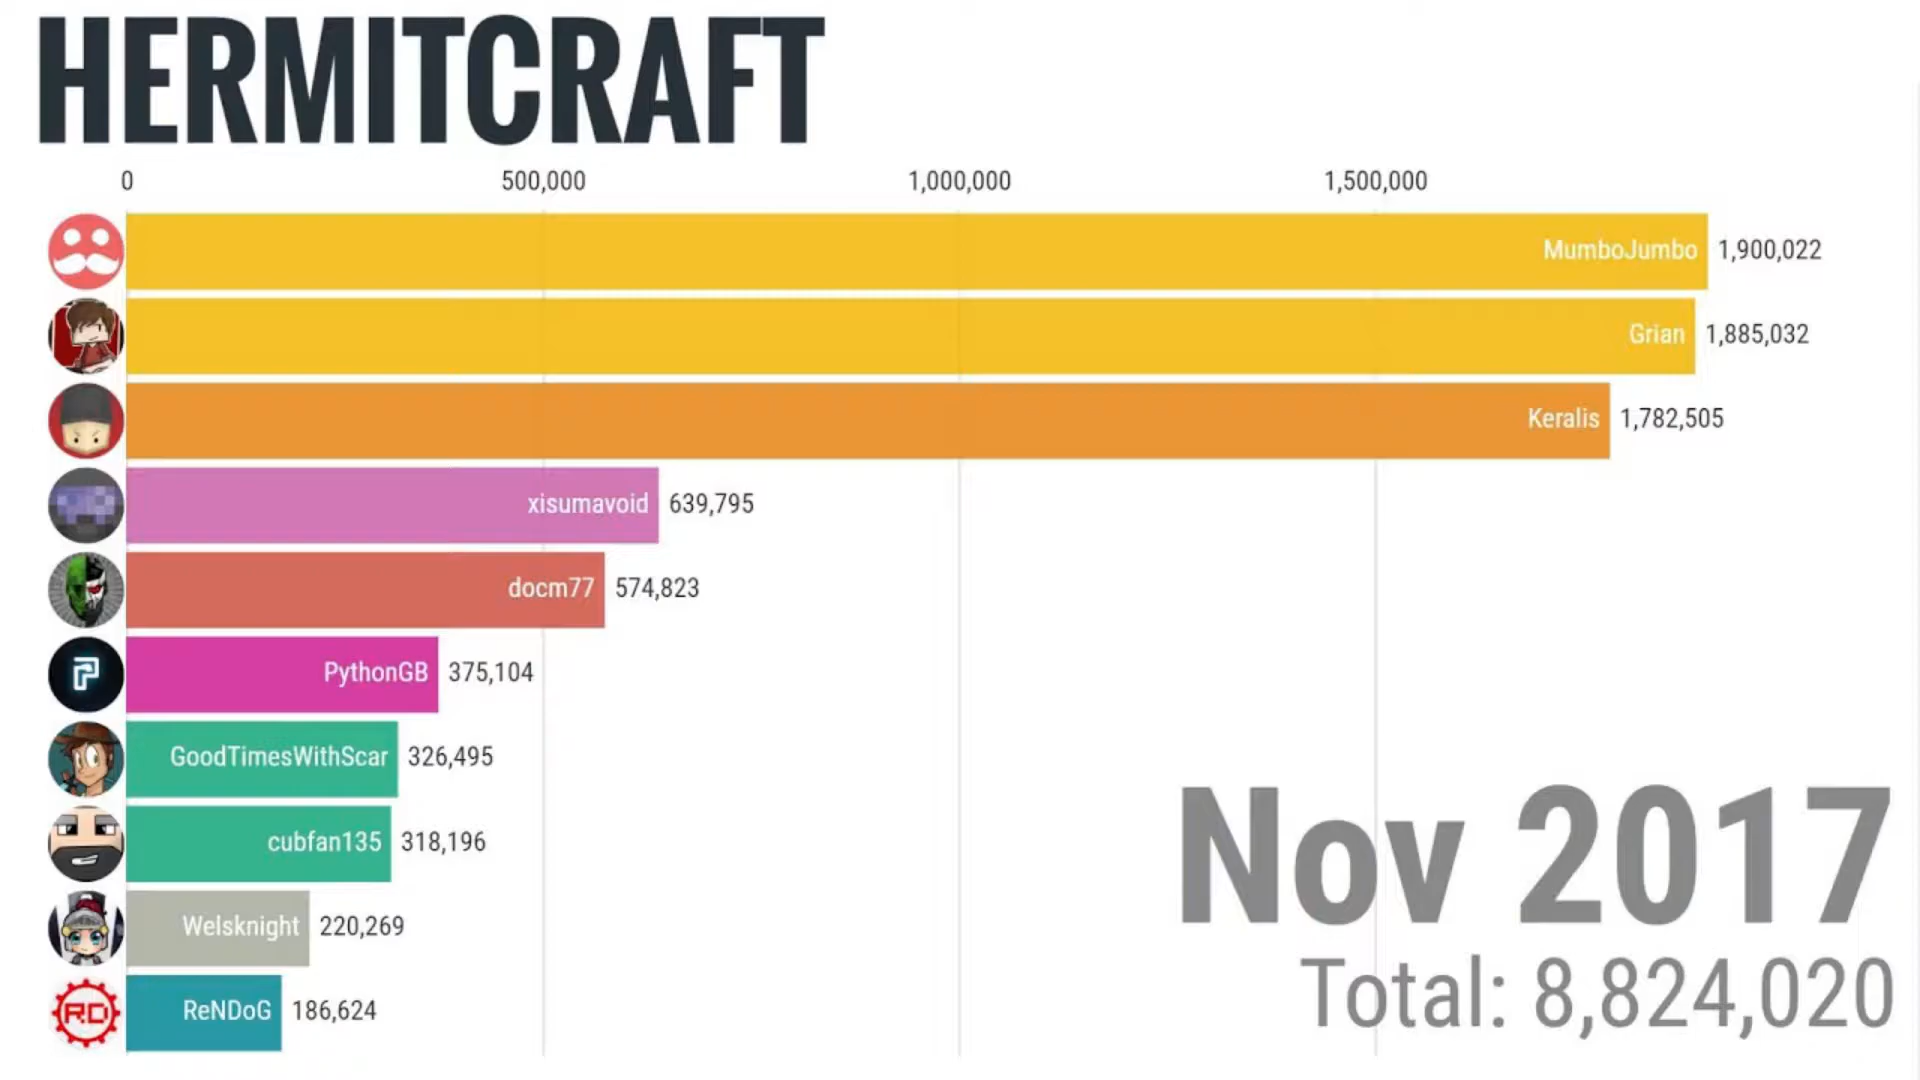 HERMITCRAFT
0 500,000 1,000,000 1,500,000
MumboJumbo 1,900,022
Grian 1,885,032
Keralis 1,782,505
xisumavoid 639,795
docm77 574,823
PythonGB 375,104
GoodTimesWithScar 326,495
cubfan135 318,196
Welsknight 220,269
RD ReNDoG 186,624
Nov 2017
Total: 8,824,020